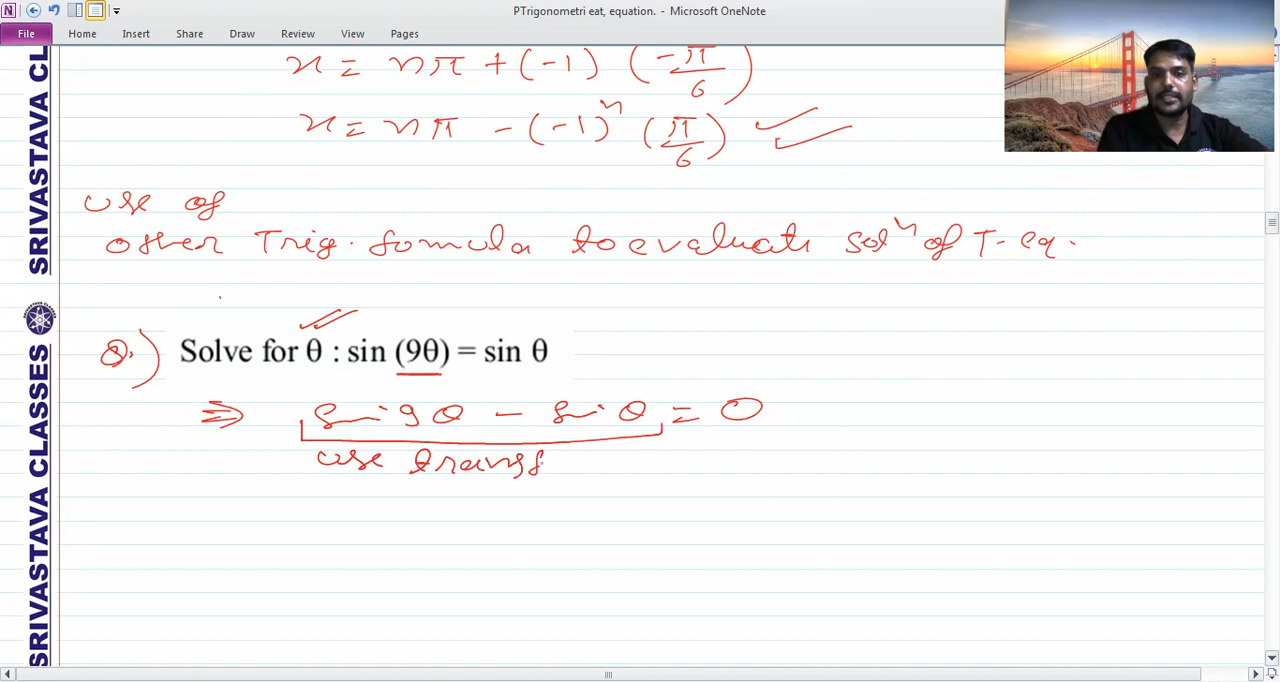 PTrigonometri eat, equation. - Microsoft OneNote
File Home Insert Share Draw Review View Pages
x = nπ + (-1) (-π/6)
x = nπ - (-1)^n (π/6)
use of
other Trig. formula to evaluate sol^n of T-eq.
Q.) Solve for θ : sin (9θ) = sin θ
⇒ sin 9θ - sin θ = 0
use transf
SRIVASTAVA CL
SRIVASTAVA CLASSES